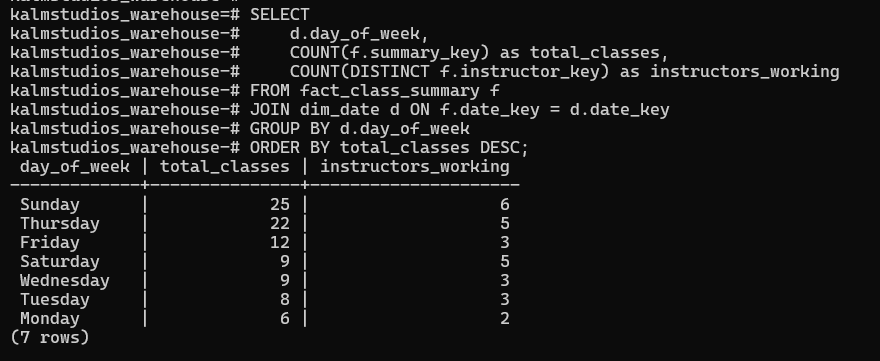 kalmstudios_warehouse=# SELECT
kalmstudios_warehouse-#     d.day_of_week,
kalmstudios_warehouse-#     COUNT(f.summary_key) as total_classes,
kalmstudios_warehouse-#     COUNT(DISTINCT f.instructor_key) as instructors_working
kalmstudios_warehouse-# FROM fact_class_summary f
kalmstudios_warehouse-# JOIN dim_date d ON f.date_key = d.date_key
kalmstudios_warehouse-# GROUP BY d.day_of_week
kalmstudios_warehouse-# ORDER BY total_classes DESC;
 day_of_week | total_classes | instructors_working
-------------+---------------+---------------------
 Sunday      |            25 |                   6
 Thursday    |            22 |                   5
 Friday      |            12 |                   3
 Saturday    |             9 |                   5
 Wednesday   |             9 |                   3
 Tuesday     |             8 |                   3
 Monday      |             6 |                   2
(7 rows)